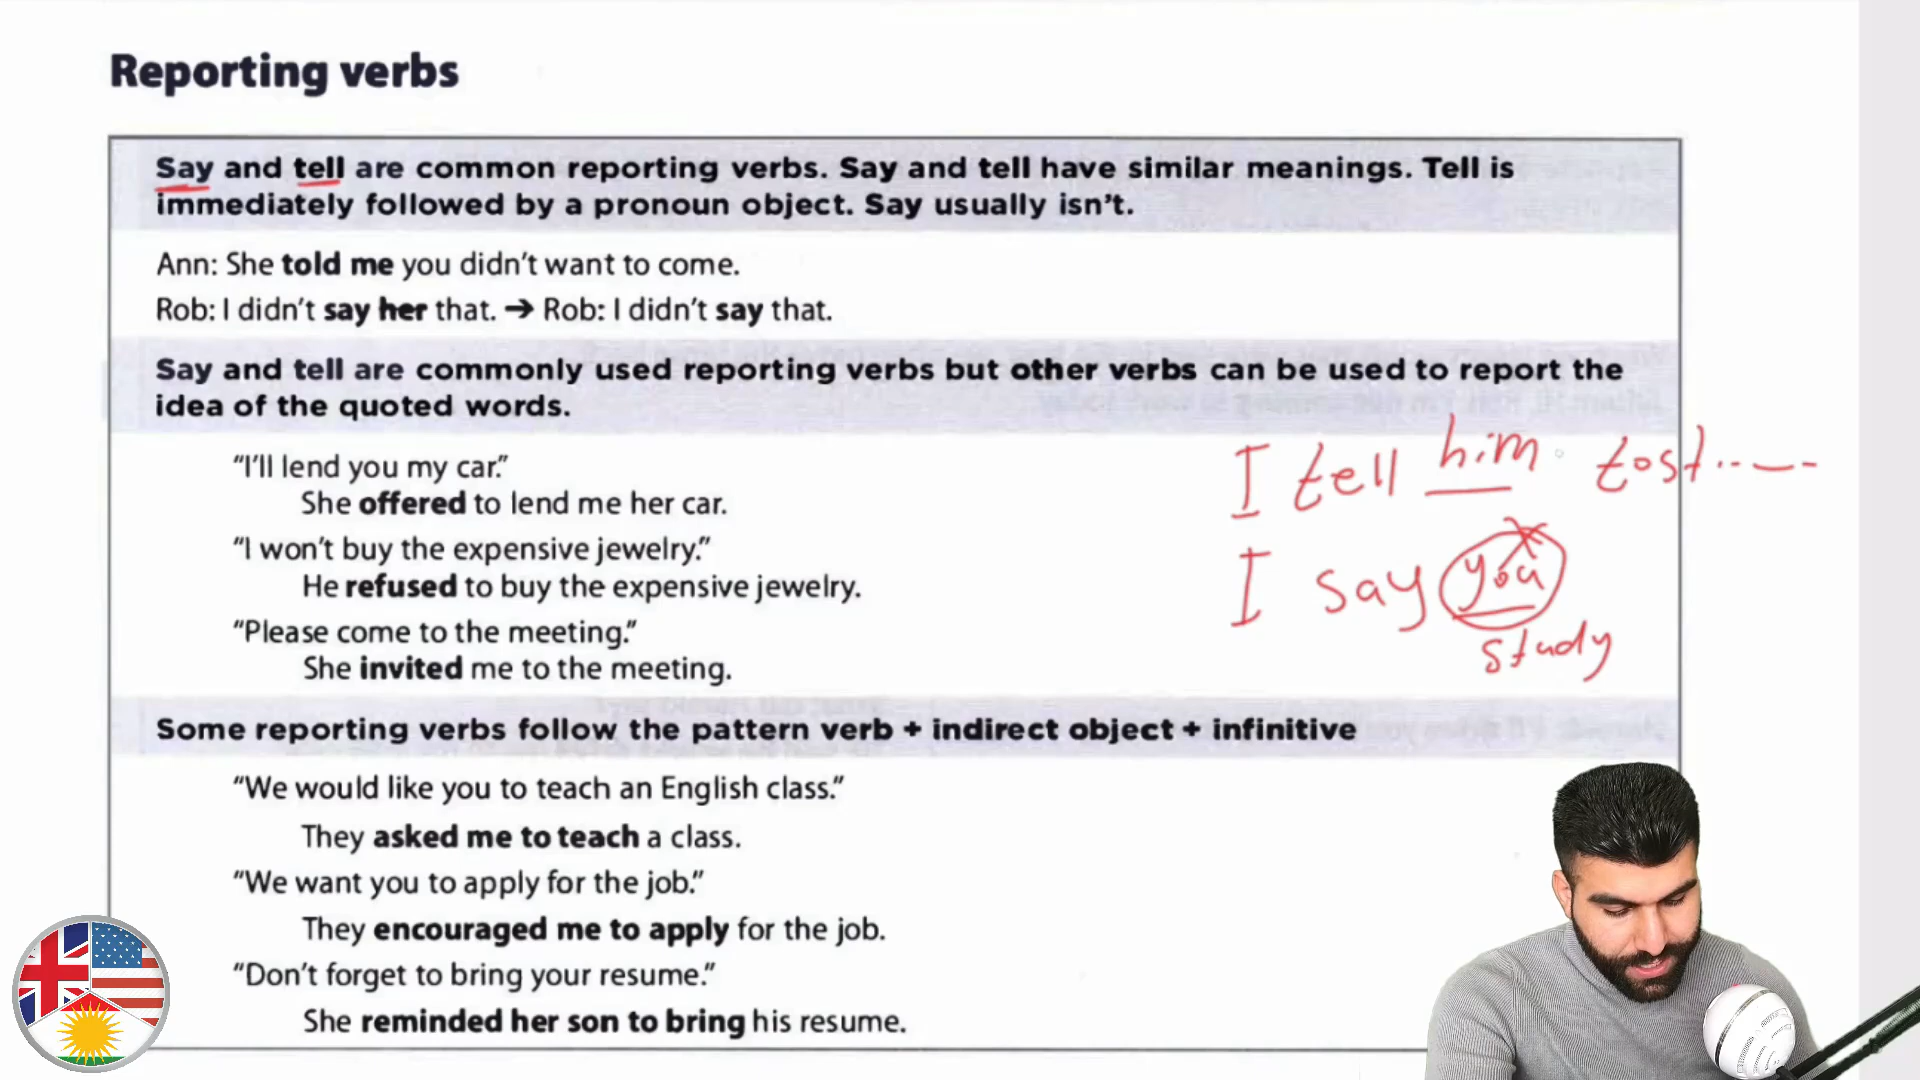 Reporting verbs
Say and tell are common reporting verbs. Say and tell have similar meanings. Tell is
immediately followed by a pronoun object. Say usually isn't.
Ann: She told me you didn't want to come.
Rob: I didn't say her that. → Rob: I didn't say that.
Say and tell are commonly used reporting verbs but other verbs can be used to report the
idea of the quoted words.
"I'll lend you my car."
She offered to lend me her car.
"I won't buy the expensive jewelry."
He refused to buy the expensive jewelry.
"Please come to the meeting."
She invited me to the meeting.
I tell him
I say you
study
Some reporting verbs follow the pattern verb + indirect object + infinitive
"We would like you to teach an English class."
They asked me to teach a class.
"We want you to apply for the job."
They encouraged me to apply for the job.
"Don't forget to bring your resume."
She reminded her son to bring his resume.